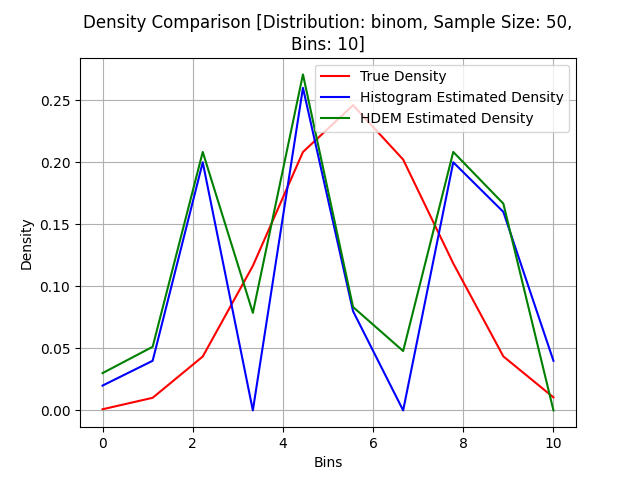 Density Comparison [Distribution: binom, Sample Size: 50,
Bins: 10]
True Density
Histogram Estimated Density
HDEM Estimated Density
Density
0.25
0.20
0.15
0.10
0.05
0.00
0 2 4 6 8 10
Bins